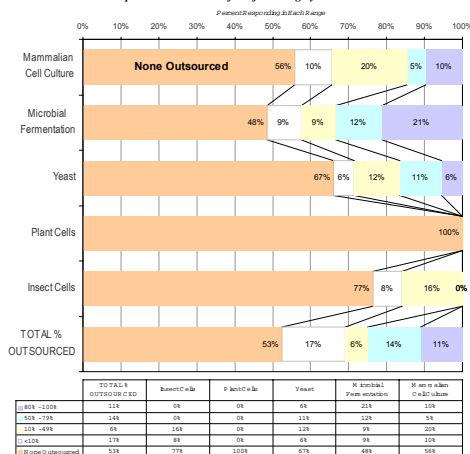 Percent Responding in Each Range
0% 10% 20% 30% 40% 50% 60% 70% 80% 90% 100%
Mammalian Cell Culture
None Outsourced 56% 10% 20% 5% 10%
Microbial Fermentation
48% 9% 9% 12% 21%
Yeast
67% 6% 12% 11% 6%
Plant Cells
100%
Insect Cells
77% 8% 16% 0%
TOTAL % OUTSOURCED
53% 17% 6% 14% 11%
TOTAL % OUTSOURCED Insect Cells Plant Cells Yeast Microbial Fermentation Mammalian Cell Culture
80% -100% 11% 0% 0% 6% 21% 10%
50% -79% 14% 0% 0% 11% 12% 5%
10% -49% 6% 16% 0% 12% 9% 20%
<10% 17% 8% 0% 6% 9% 10%
None Outsourced 53% 77% 100% 67% 48% 56%